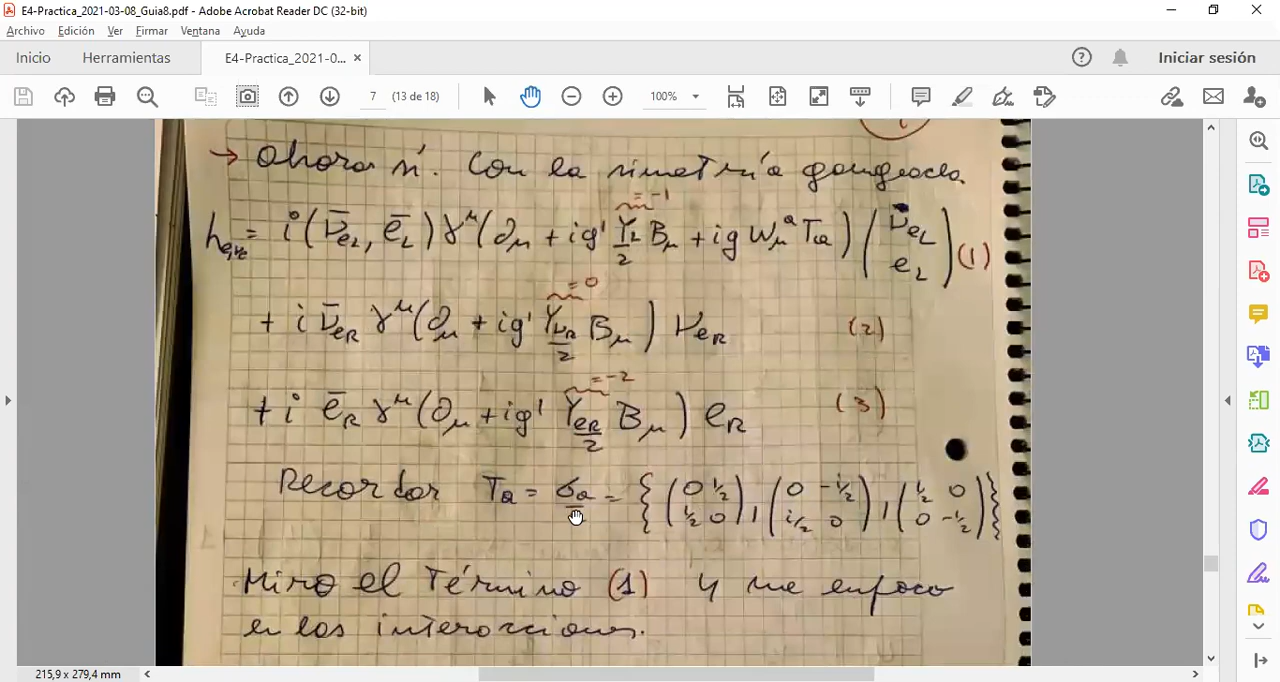 E4-Practica_2021-03-08_Guia8.pdf - Adobe Acrobat Reader DC (32-bit)
Archivo Edición Ver Firmar Ventana Ayuda
Inicio Herramientas E4-Practica_2021-0... × Iniciar sesión
7 (13 de 18) 100%
→ Ahora sí. Con la simetría gaugeada.
= -1
i(ν̄eL, ēL) γ^μ (∂μ + ig' YL/2 Bμ + ig Wμ^a Ta) (νeL eL) (1)
= 0
+ i ν̄eR γ^μ (∂μ + ig' YνR/2 Bμ) νeR (2)
= -2
+ i ēR γ^μ (∂μ + ig' YeR/2 Bμ) eR (3)
Recordar Ta = σa/2 = { (0 1/2 1/2 0), (0 -i/2 i/2 0), (1/2 0 0 -1/2) }
Miro el Término (1) y me enfoco
en las interacciones.
215,9 x 279,4 mm